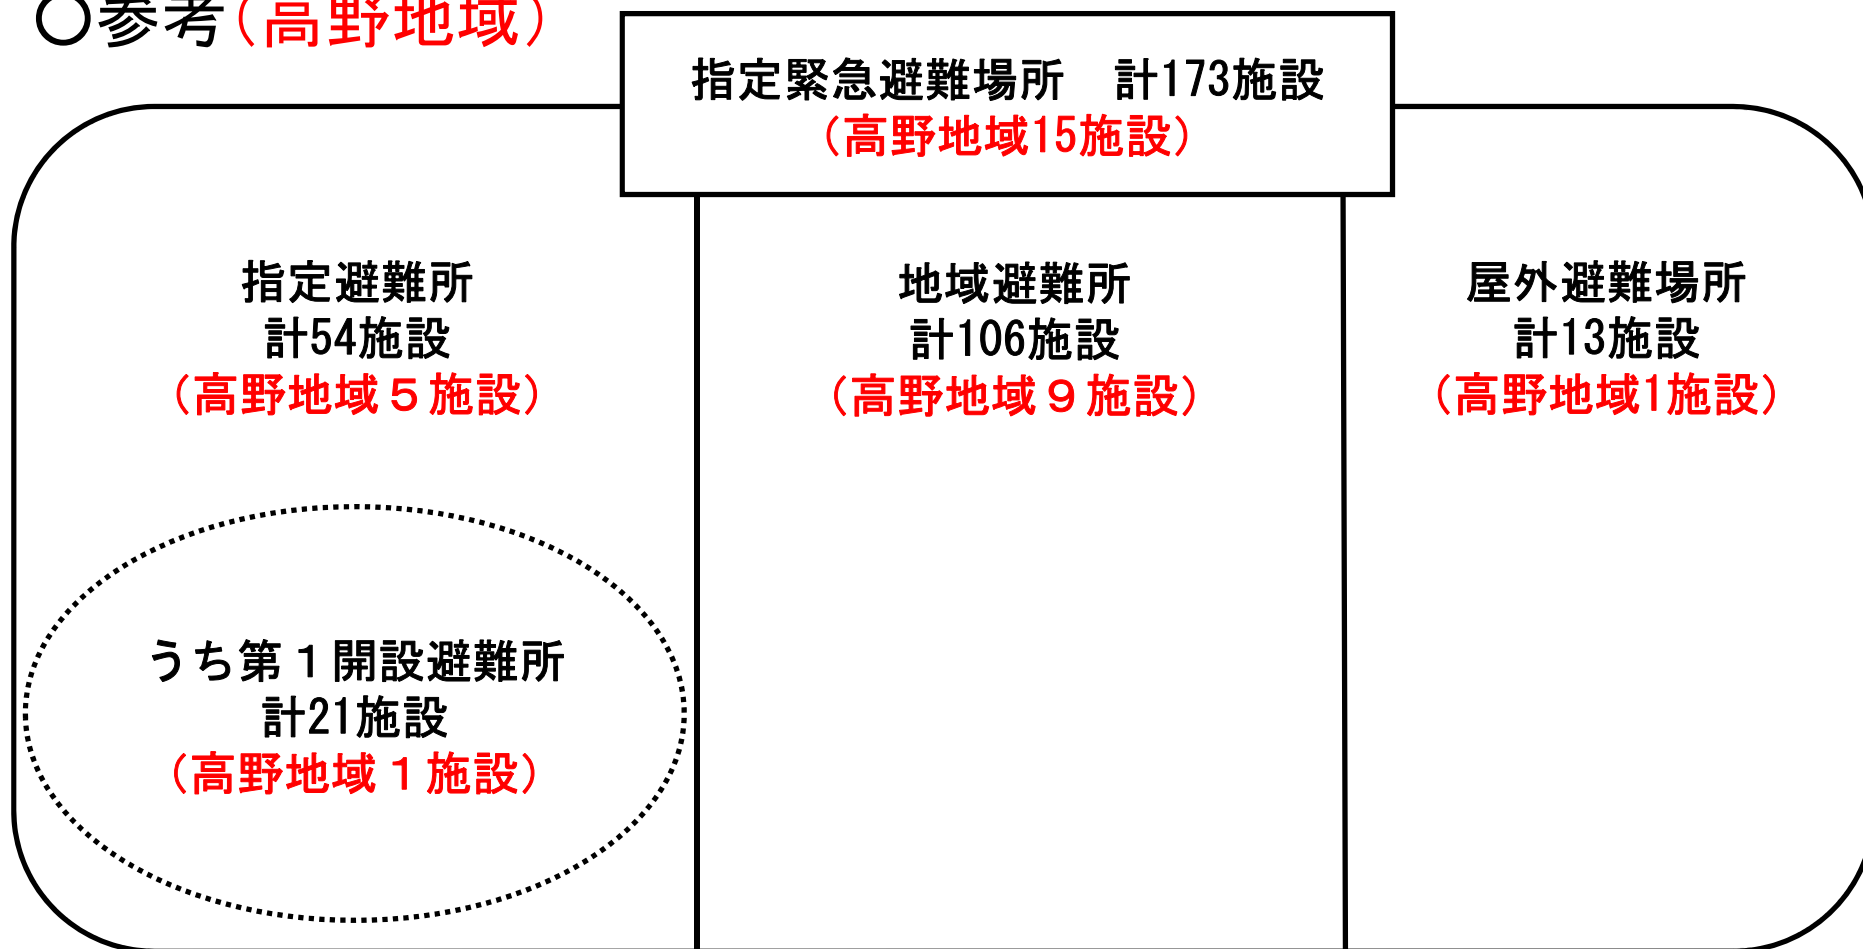 〇参考(高野地域)
指定緊急避難場所　計173施設
(高野地域15施設)
指定避難所
計54施設
(高野地域５施設)
地域避難所
計106施設
(高野地域９施設)
屋外避難場所
計13施設
(高野地域1施設)
うち第１開設避難所
計21施設
(高野地域１施設)